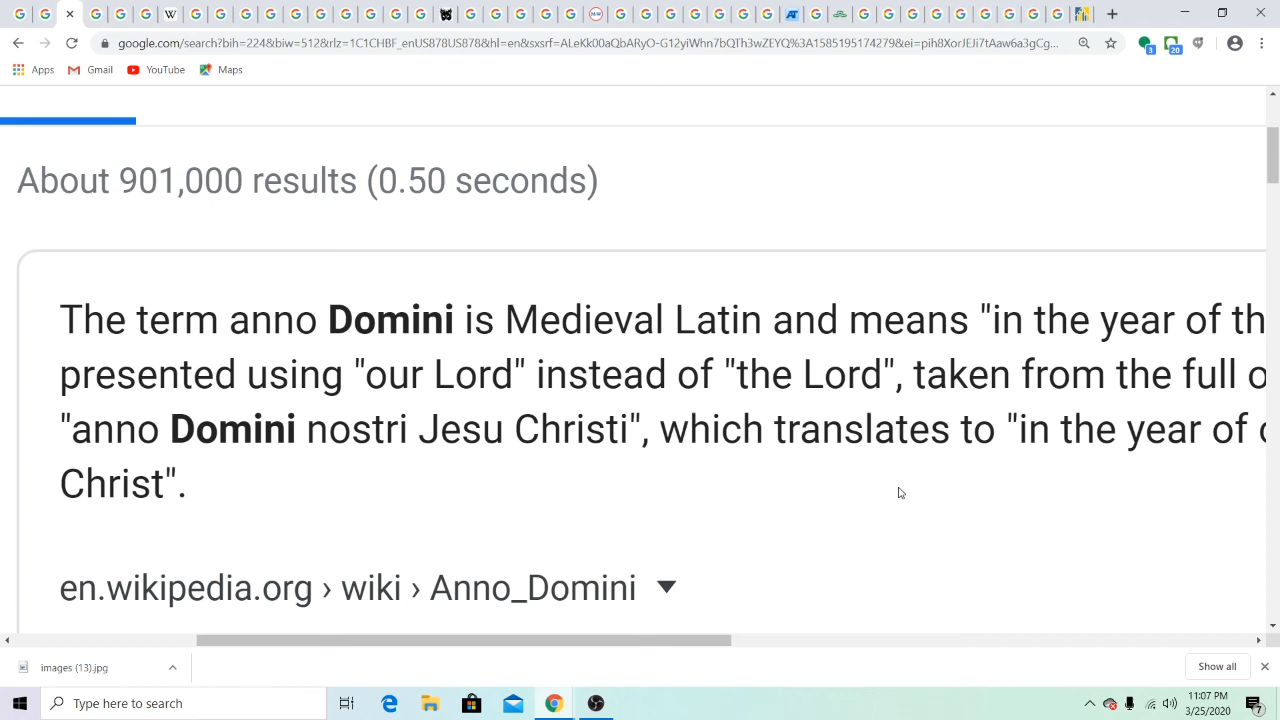 google.com/search?bih=224&biw=512&rlz=1C1CHBF_enUS878US878&hl=en&sxsrf=ALeKk00aQbARyO-G12yiWhn7bQTh3wZEYQ%3A1585195174279&ei=pih8XorJEJi7tAaw6a3gCg...
3
20
Apps
Gmail
YouTube
Maps
About 901,000 results (0.50 seconds)
The term anno Domini is Medieval Latin and means "in the year of th
presented using "our Lord" instead of "the Lord", taken from the full o
"anno Domini nostri Jesu Christi", which translates to "in the year of
Christ".
en.wikipedia.org › wiki › Anno_Domini
images (13).jpg
Show all
Type here to search
11:07 PM
3/25/2020
7